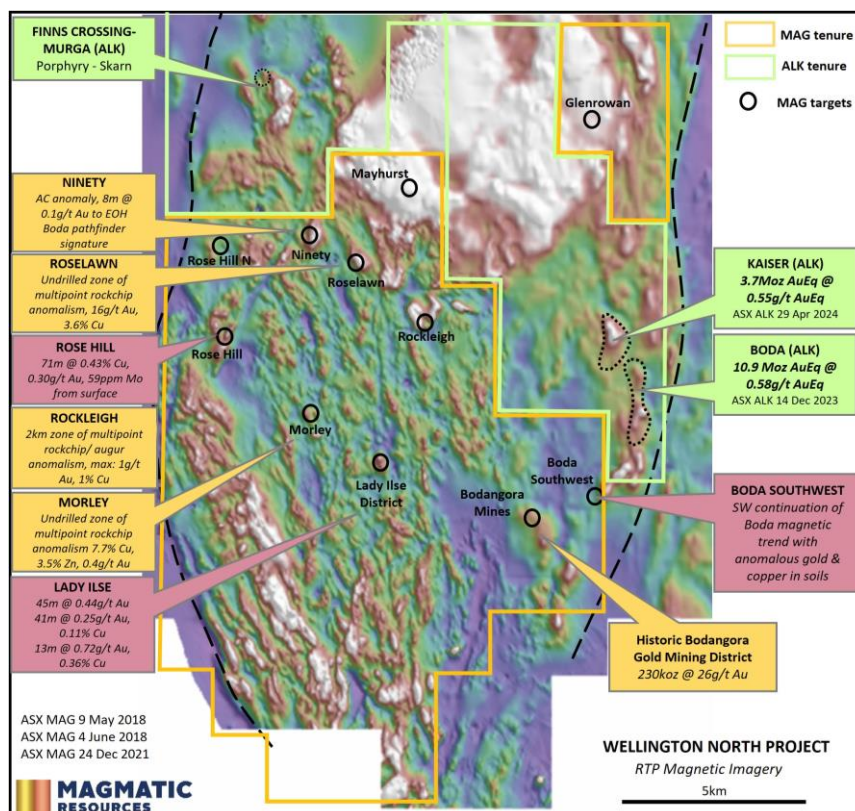 FINNS CROSSING-
MURGA (ALK)
Porphyry - Skarn
MAG tenure
ALK tenure
MAG targets
Glenrowan
Mayhurst
NINETY
AC anomaly, 8m @
0.1g/t Au to EOH
Boda pathfinder
signature
Rose Hill N
Ninety
Roselawn
ROSELAWN
Undrilled zone of
multipoint rockchip
anomalism, 16g/t Au,
3.6% Cu
KAISER (ALK)
3.7Moz AuEq @
0.55g/t AuEq
ASX ALK 29 Apr 2024
Rockleigh
Rose Hill
ROSE HILL
71m @ 0.43% Cu,
0.30g/t Au, 59ppm Mo
from surface
BODA (ALK)
10.9 Moz AuEq @
0.58g/t AuEq
ASX ALK 14 Dec 2023
ROCKLEIGH
2km zone of multipoint
rockchip/ augur
anomalism, max: 1g/t
Au, 1% Cu
Morley
Lady Ilse
District
Boda
Southwest
Bodangora
Mines
MORLEY
Undrilled zone of
multipoint rockchip
anomalism 7.7% Cu,
3.5% Zn, 0.4g/t Au
BODA SOUTHWEST
SW continuation of
Boda magnetic
trend with
anomalous gold &
copper in soils
LADY ILSE
45m @ 0.44g/t Au
41m @ 0.25g/t Au,
0.11% Cu
13m @ 0.72g/t Au,
0.36% Cu
Historic Bodangora
Gold Mining District
230koz @ 26g/t Au
ASX MAG 9 May 2018
ASX MAG 4 June 2018
ASX MAG 24 Dec 2021
MAGMATIC
RESOURCES
WELLINGTON NORTH PROJECT
RTP Magnetic Imagery
5km